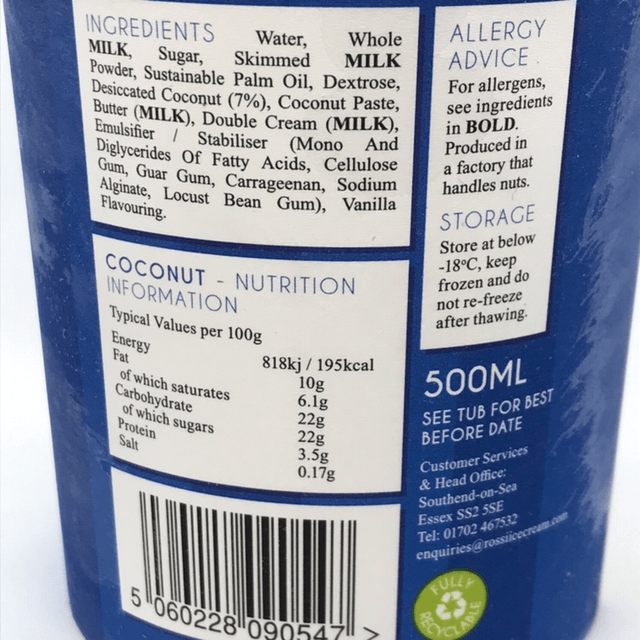 INGREDIENTS Water, Whole
MILK, Sugar, Skimmed MILK
Powder, Sustainable Palm Oil, Dextrose,
Desiccated Coconut (7%), Coconut Paste,
Butter (MILK), Double Cream (MILK),
Emulsifier / Stabiliser (Mono And
Diglycerides Of Fatty Acids, Cellulose
Gum, Guar Gum, Carrageenan, Sodium
Alginate, Locust Bean Gum), Vanilla
Flavouring.
ALLERGY
ADVICE
For allergens,
see ingredients
in BOLD.
Produced in
a factory that
handles nuts.
STORAGE
Store at below
-18°C, keep
frozen and do
not re-freeze
after thawing.
COCONUT - NUTRITION
INFORMATION
Typical Values per 100g
Energy 818kj / 195kcal
Fat 10g
of which saturates 6.1g
Carbohydrate 22g
of which sugars 22g
Protein 3.5g
Salt 0.17g
500ML
SEE TUB FOR BEST
BEFORE DATE
Customer Services
& Head Office:
Southend-on-Sea
Essex SS2 5SE
Tel: 01702 467532
enquiries@rossiicecream.com
FULLY
RECYCLABLE
5 060228 090547 >